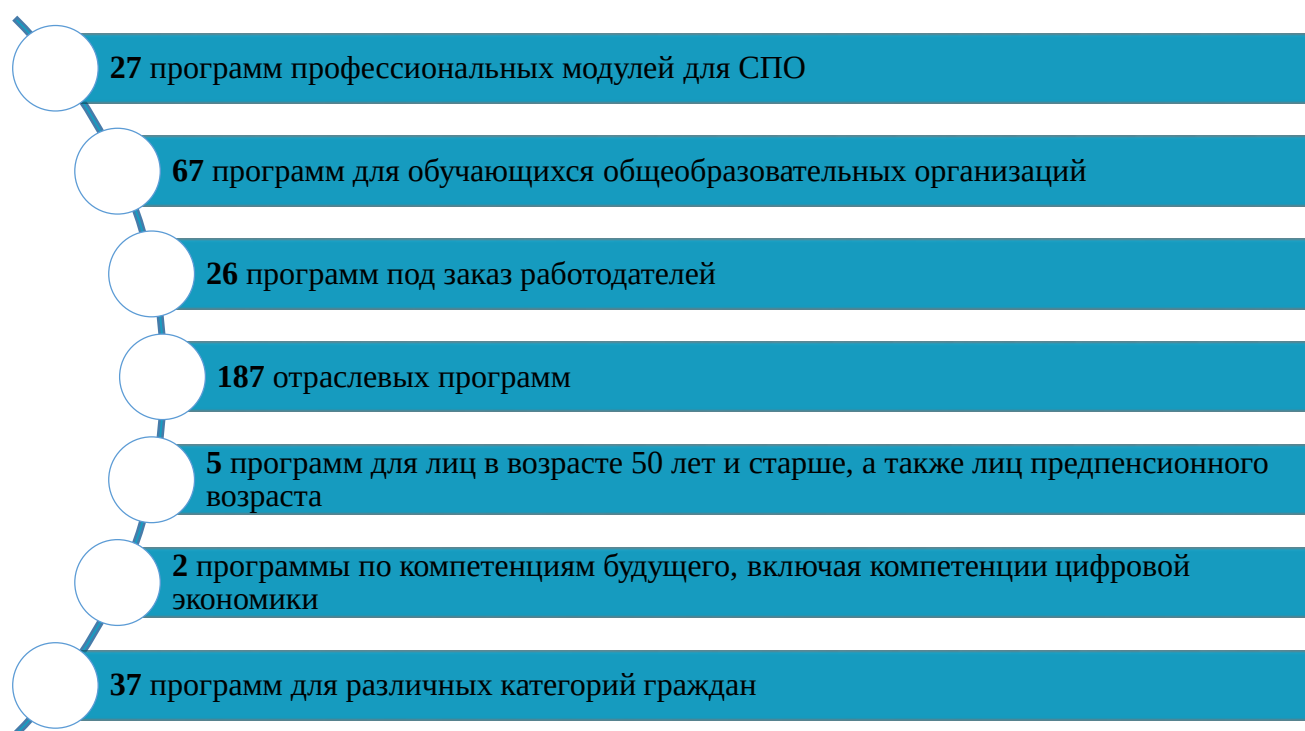 27 программ профессиональных модулей для СПО
67 программ для обучающихся общеобразовательных организаций
26 программ под заказ работодателей
187 отраслевых программ
5 программ для лиц в возрасте 50 лет и старше, а также лиц предпенсионного
возраста
2 программы по компетенциям будущего, включая компетенции цифровой
экономики
37 программ для различных категорий граждан